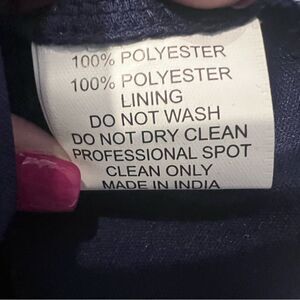 100% POLYESTER
100% POLYESTER
LINING
DO NOT WASH
DO NOT DRY CLEAN
PROFESSIONAL SPOT
CLEAN ONLY
MADE IN INDIA